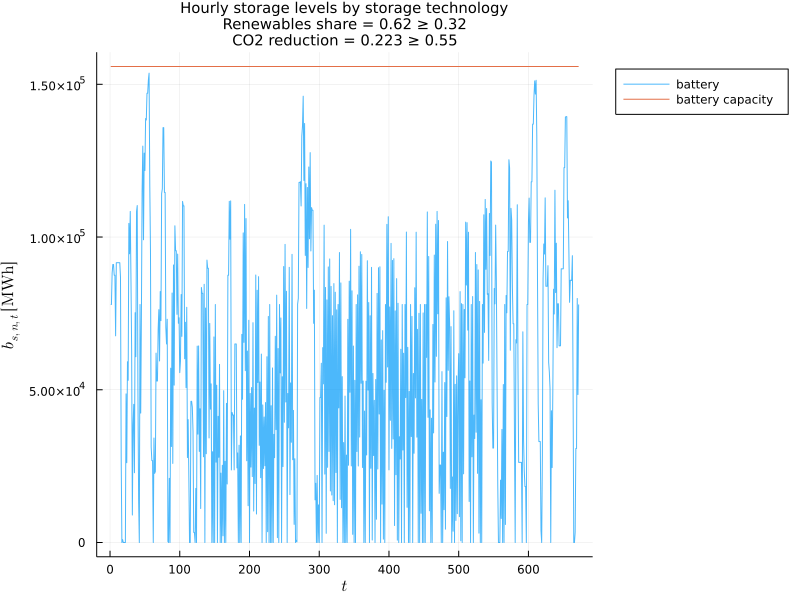 Hourly storage levels by storage technology
Renewables share = 0.62 ≥ 0.32
CO2 reduction = 0.223 ≥ 0.55
battery
battery capacity
b_{s, n, t} [MWh]
1.50×10⁵
1.00×10⁵
5.00×10⁴
0
0 100 200 300 400 500 600
t